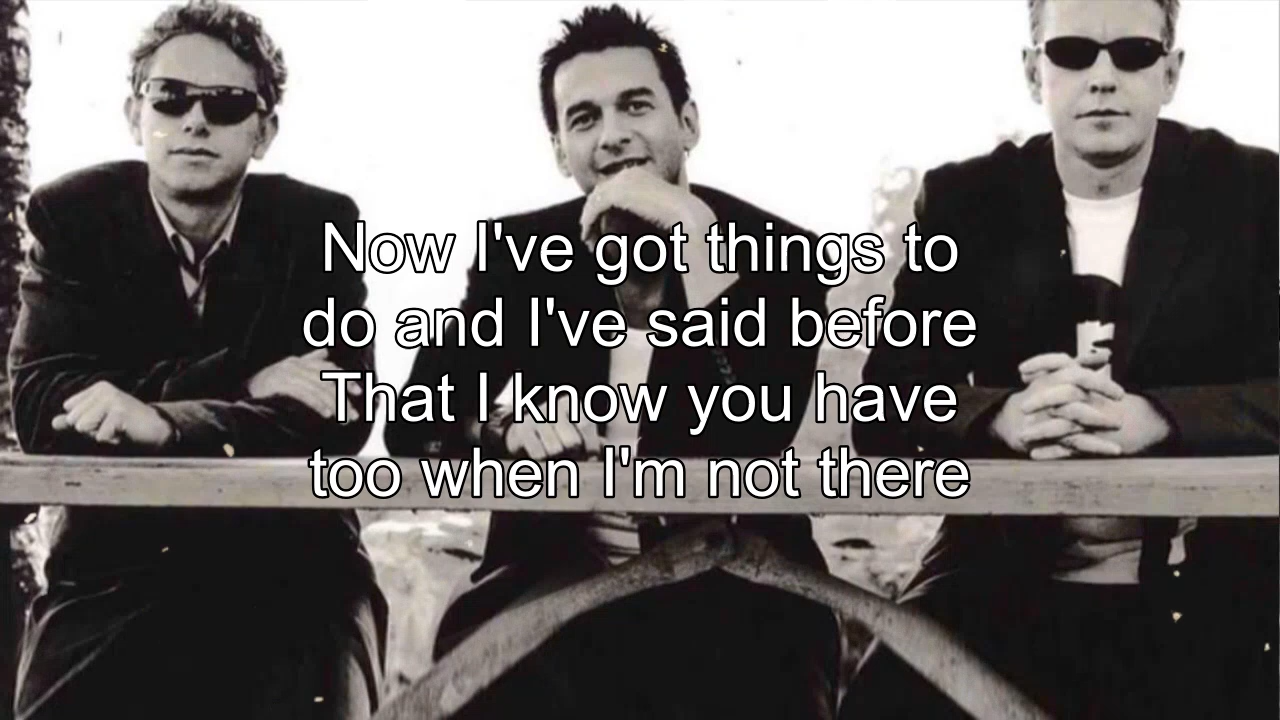 Now I've got things to
do and I've said before
That I know you have
too when I'm not there